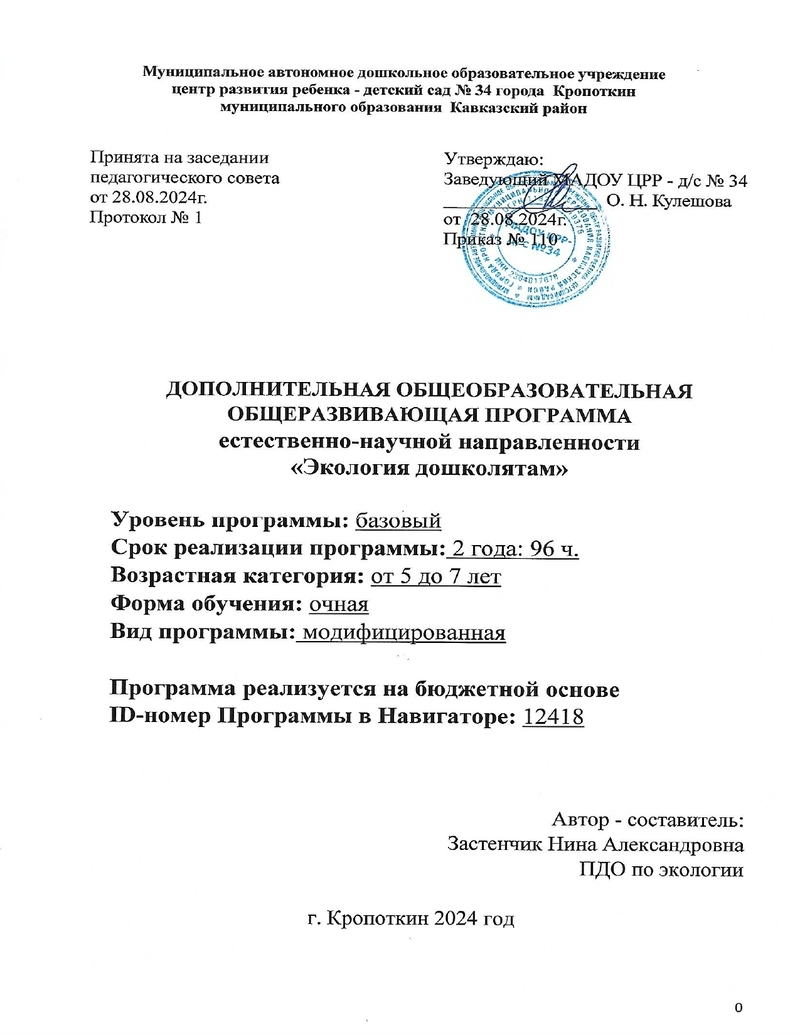 Муниципальное автономное дошкольное образовательное учреждение
центр развития ребенка - детский сад № 34 города Кропоткин
муниципального образования Кавказский район
Принята на заседании
педагогического совета
от 28.08.2024г.
Протокол № 1
Утверждаю:
Заведующий МАДОУ ЦРР - д/с № 34
О. Н. Кулешова
от 28.08.2024г.
Приказ № 110
ДОПОЛНИТЕЛЬНАЯ ОБЩЕОБРАЗОВАТЕЛЬНАЯ
ОБЩЕРАЗВИВАЮЩАЯ ПРОГРАММА
естественно-научной направленности
«Экология дошколятам»
Уровень программы: базовый
Срок реализации программы: 2 года: 96 ч.
Возрастная категория: от 5 до 7 лет
Форма обучения: очная
Вид программы: модифицированная
Программа реализуется на бюджетной основе
ID-номер Программы в Навигаторе: 12418
Автор - составитель:
Застенчик Нина Александровна
ПДО по экологии
г. Кропоткин 2024 год
0